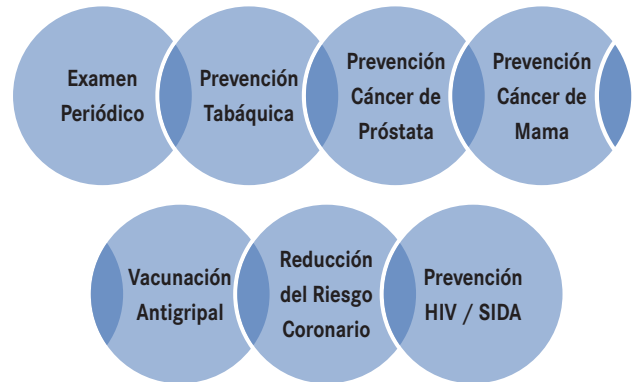 Examen
Periódico
Prevención
Tabáquica
Prevención
Cáncer de
Próstata
Prevención
Cáncer de
Mama
Vacunación
Antigripal
Reducción
del Riesgo
Coronario
Prevención
HIV / SIDA